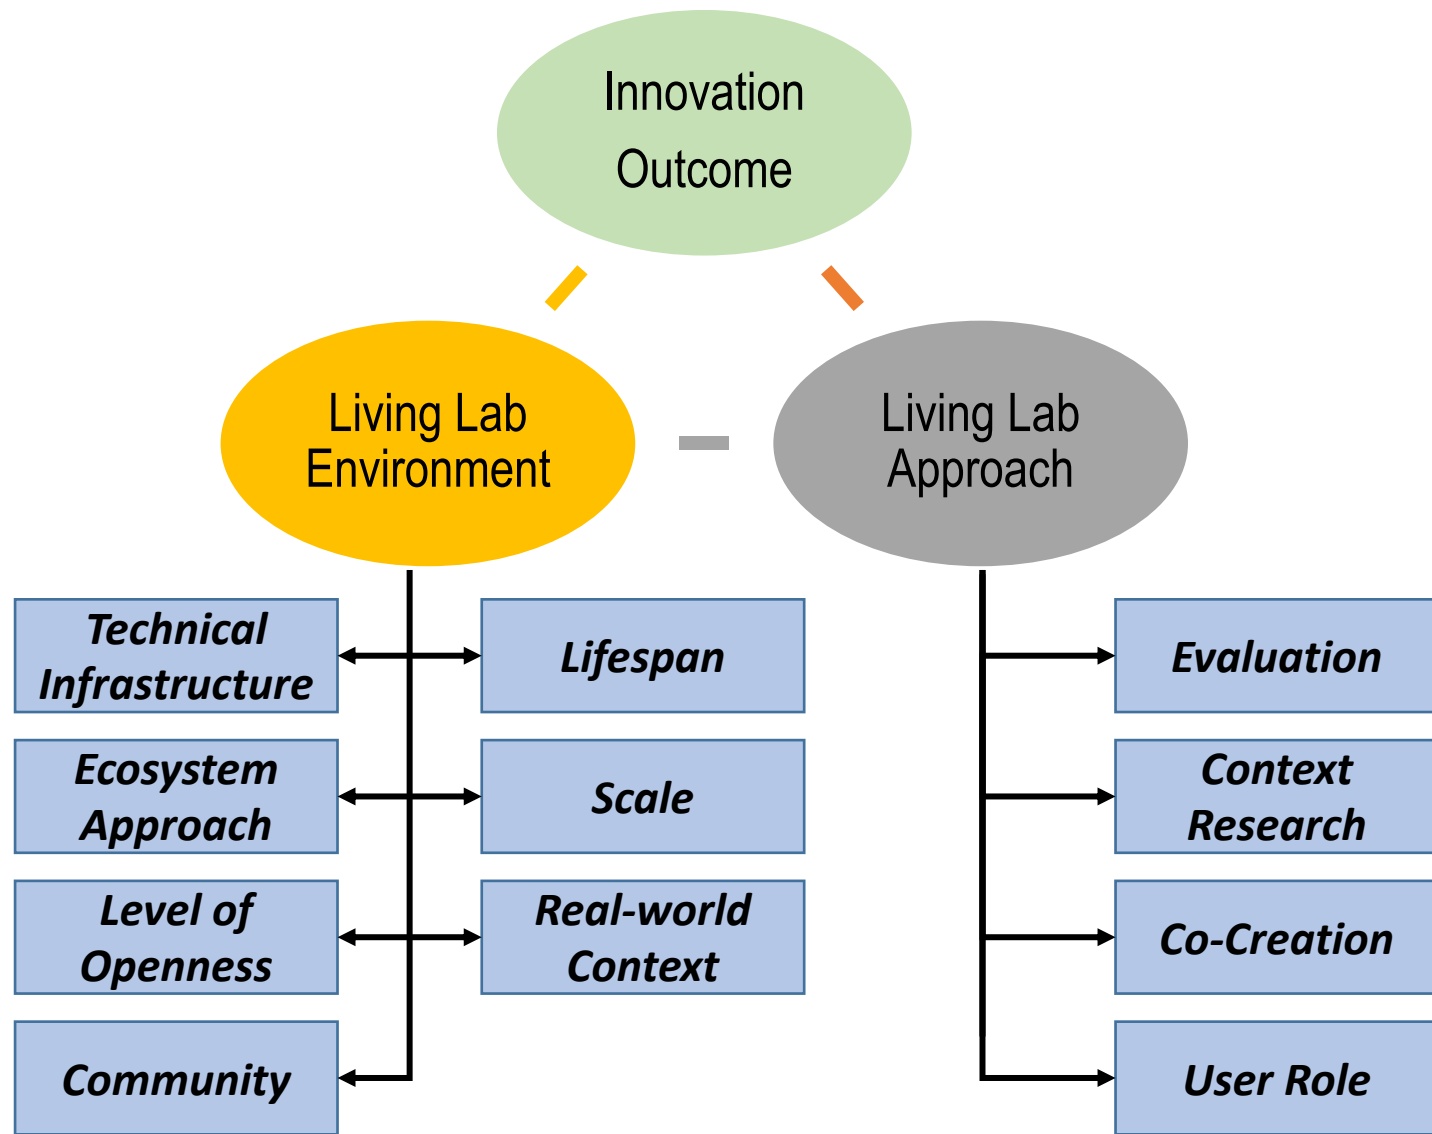 Innovation
Outcome
Living Lab
Environment
Living Lab
Approach
Technical
Infrastructure
Lifespan
Evaluation
Ecosystem
Approach
Scale
Context
Research
Level of
Openness
Real-world
Context
Co-Creation
Community
User Role